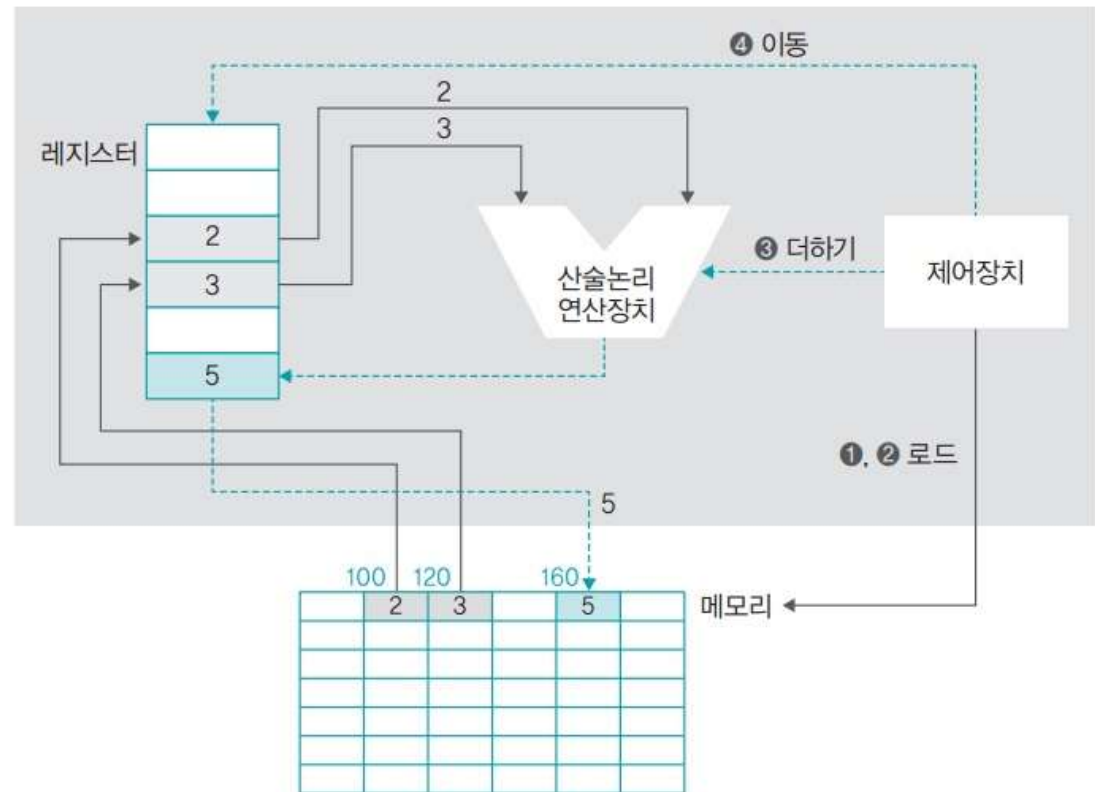 ❹ 이동
2
3
레지스터
2
3
5
산술논리
연산장치
❸ 더하기
제어장치
❶, ❷ 로드
5
100 120 160
2 3 5
메모리